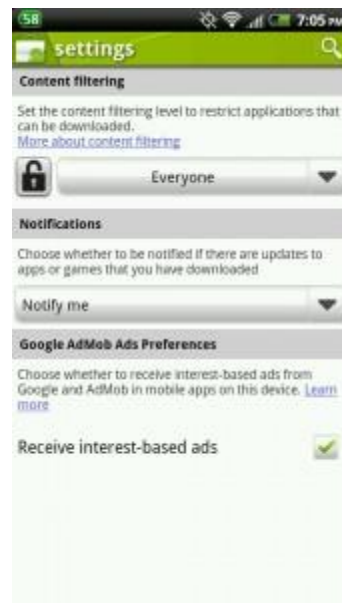 58
7:05 PM
settings
Content filtering
Set the content filtering level to restrict applications that
can be downloaded.
More about content filtering
Everyone
Notifications
Choose whether to be notified if there are updates to
apps or games that you have downloaded
Notify me
Google AdMob Ads Preferences
Choose whether to receive interest-based ads from
Google and AdMob in mobile apps on this device. Learn
more
Receive interest-based ads